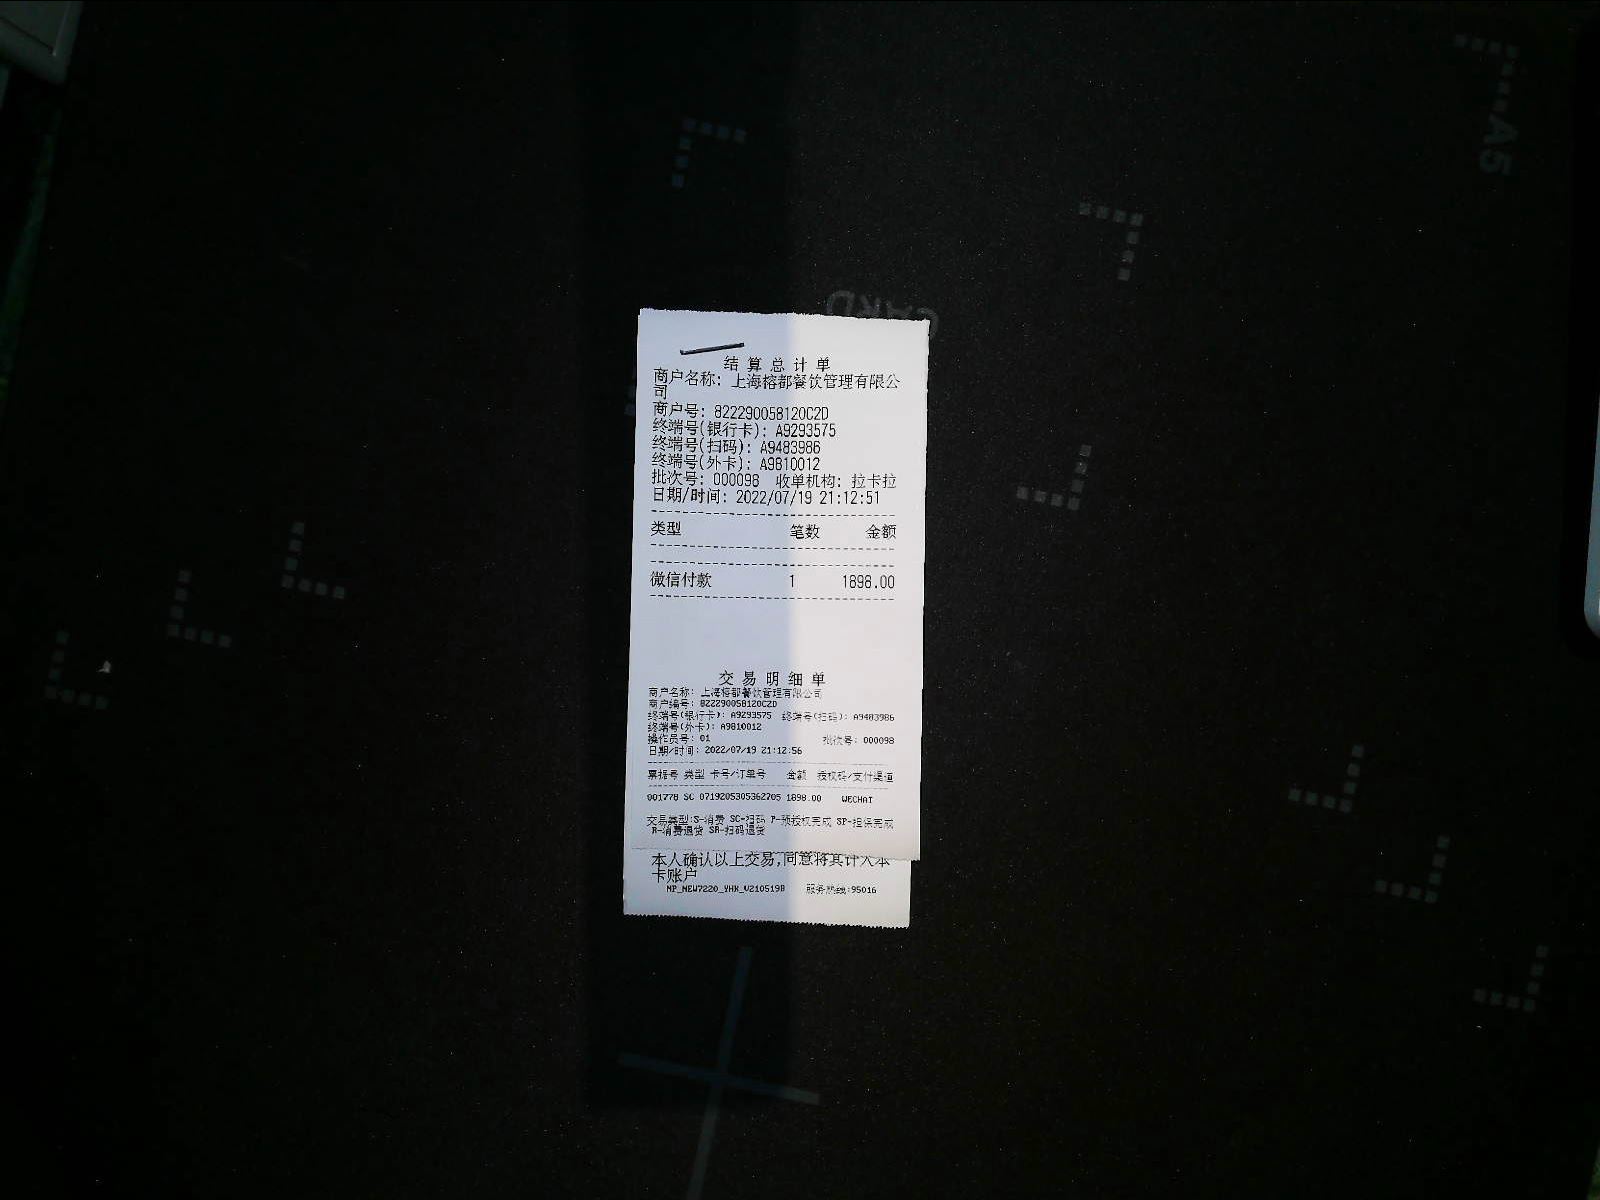 A5
CARD
结算总计单
商户名称: 上海榕都餐饮管理有限公
司
商户号: 822290058120C2D
终端号(银行卡): A9293575
终端号(扫码): A9483986
终端号(外卡): A9810012
批次号: 000098 收单机构: 拉卡拉
日期/时间: 2022/07/19 21:12:51
类型 笔数 金额
微信付款 1 1898.00
交易明细单
商户名称: 上海榕都餐饮管理有限公司
商户编号: 822290058120C2D
终端号(银行卡): A9293575 终端号(扫码): A9483986
终端号(外卡): A9810012
操作员号: 01 批次号: 000098
日期/时间: 2022/07/19 21:12:56
票据号 类型 卡号/订单号 金额 授权码/支付渠道
001778 SC 0719205305362705 1898.00 WECHAT
交易类型:S-消费 SC-扫码 P-预授权完成 SP-担保完成
R-消费退货 SR-扫码退货
本人确认以上交易,同意将其计入本
卡账户
MP_NEW7220_YHK_V210519B 服务热线:95016